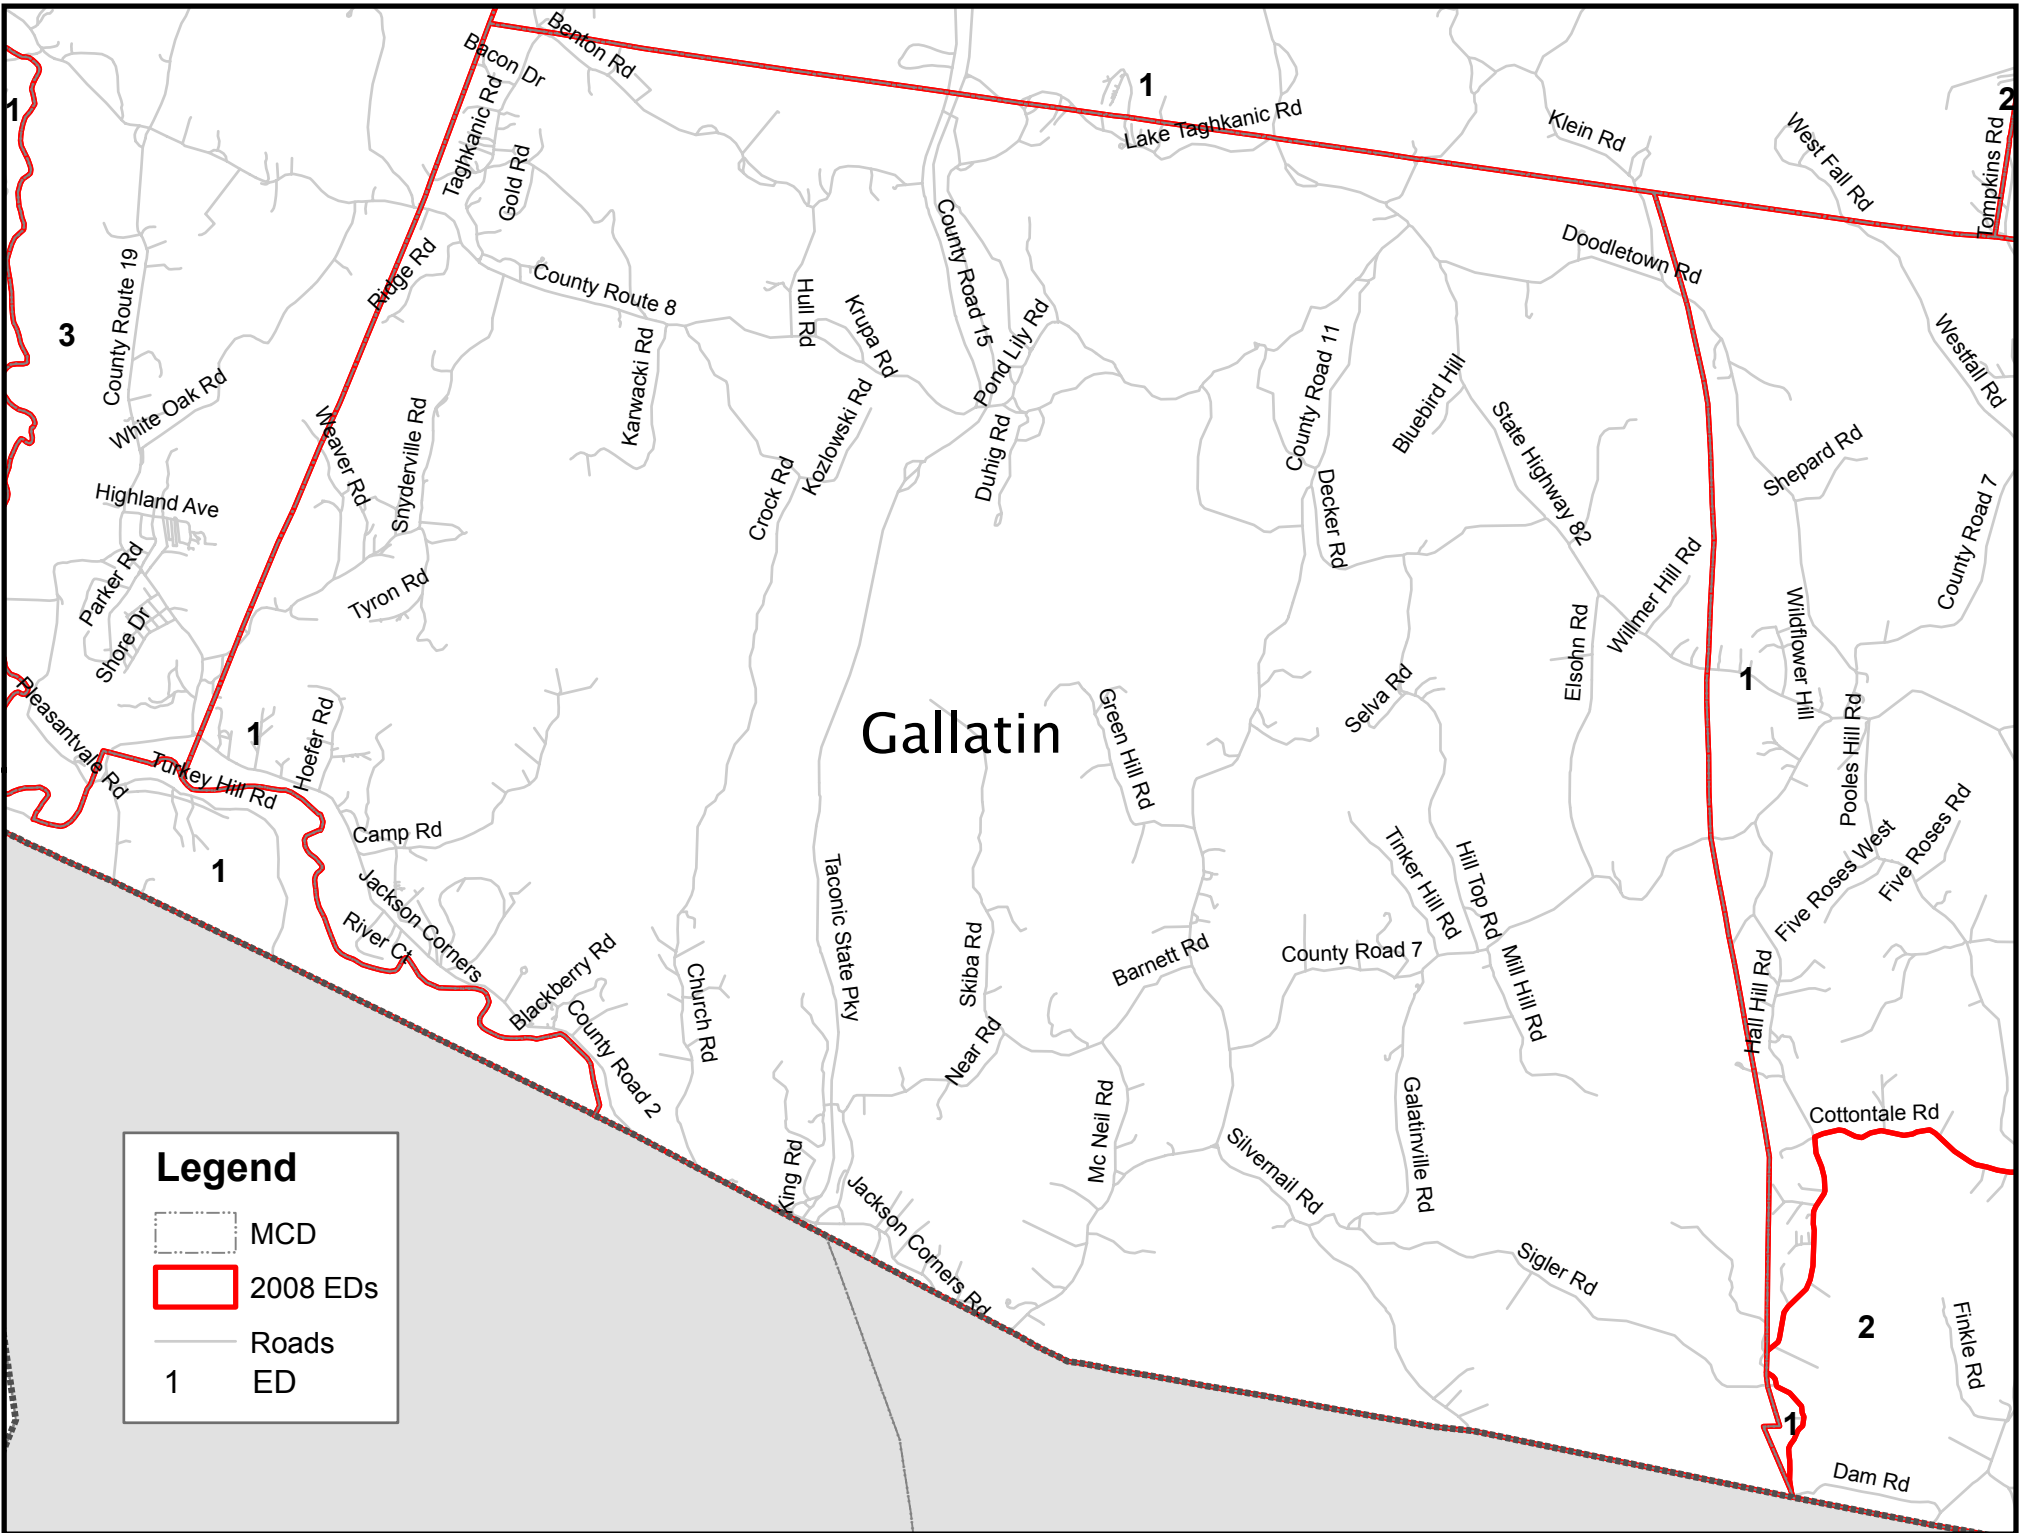 Benton Rd
Bacon Dr
1
1
2
Taghkanic Rd
Lake Taghkanic Rd
Klein Rd
West Fall Rd
Tompkins Rd
Gold Rd
County Route 19
Ridge Rd
County Route 8
County Road 15
Doodletown Rd
3
Hull Rd
Krupa Rd
Pond Lily Rd
County Road 11
Bluebird Hill
Westfall Rd
White Oak Rd
Karwacki Rd
Kozlowski Rd
Weaver Rd
Snyderville Rd
Crock Rd
Duhig Rd
State Highway 82
Shepard Rd
Highland Ave
Decker Rd
County Road 7
Parker Rd
Tyron Rd
Willmer Hill Rd
Shore Dr
Elsohn Rd
Wildflower Hill
1
Pleasantvale Rd
Selva Rd
Green Hill Rd
Hoefer Rd
1
Gallatin
Pooles Hill Rd
Turkey Hill Rd
Camp Rd
Tinker Hill Rd
Hill Top Rd
Five Roses West
Five Roses Rd
1
Jackson Corners
River Ct
Taconic State Pky
Skiba Rd
Barnett Rd
County Road 7
Mill Hill Rd
Hall Hill Rd
Blackberry Rd
County Road 2
Church Rd
Near Rd
Mc Neil Rd
Galatinville Rd
Cottontale Rd
King Rd
Silvernail Rd
Jackson Corners Rd
Sigler Rd
2
Finkle Rd
1
Dam Rd
Legend
MCD
2008 EDs
Roads
1 ED